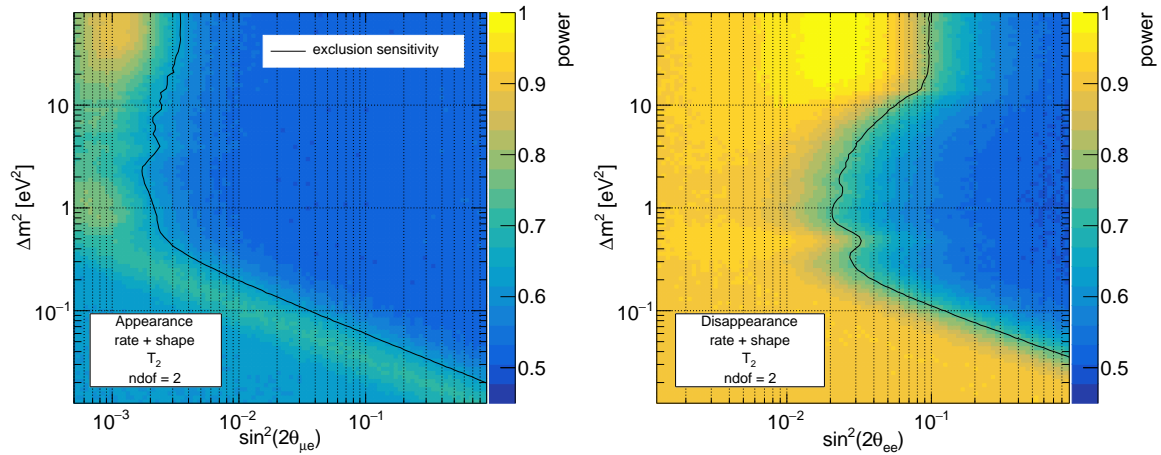 exclusion sensitivity
Appearance
rate + shape
T2
ndof = 2
10
1
10⁻¹
Δm² [eV²]
10⁻³
10⁻²
10⁻¹
sin²(2θμe)
1
0.9
0.8
0.7
0.6
0.5
power
Disappearance
rate + shape
T2
ndof = 2
10
1
10⁻¹
Δm² [eV²]
10⁻²
10⁻¹
sin²(2θee)
1
0.9
0.8
0.7
0.6
0.5
power